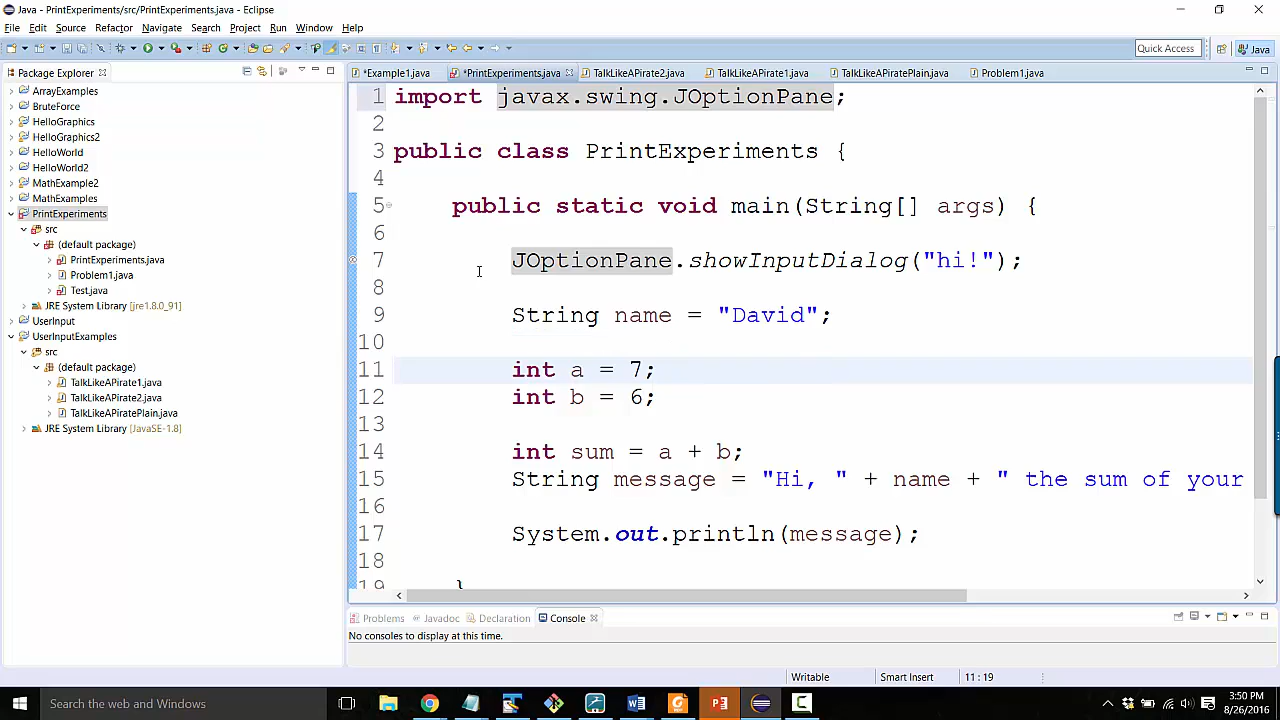 Java - PrintExperiments/src/PrintExperiments.java - Eclipse
File Edit Source Refactor Navigate Search Project Run Window Help
Quick Access
Java
Package Explorer
*Example1.java *PrintExperiments.java TalkLikeAPirate2.java TalkLikeAPirate1.java TalkLikeAPiratePlain.java Problem1.java
ArrayExamples
BruteForce
HelloGraphics
HelloGraphics2
HelloWorld
HelloWorld2
MathExample2
MathExamples
PrintExperiments
src
(default package)
PrintExperiments.java
Problem1.java
Test.java
JRE System Library [jre1.8.0_91]
UserInput
UserInputExamples
src
(default package)
TalkLikeAPirate1.java
TalkLikeAPirate2.java
TalkLikeAPiratePlain.java
JRE System Library [JavaSE-1.8]
1 import javax.swing.JOptionPane;
2
3 public class PrintExperiments {
4
5 public static void main(String[] args) {
6
7 JOptionPane.showInputDialog("hi!");
8
9 String name = "David";
10
11 int a = 7;
12 int b = 6;
13
14 int sum = a + b;
15 String message = "Hi, " + name + " the sum of your
16
17 System.out.println(message);
18
19 }
Problems Javadoc Declaration Console
No consoles to display at this time.
Writable Smart Insert 11 : 19
Search the web and Windows
3:50 PM
8/26/2016